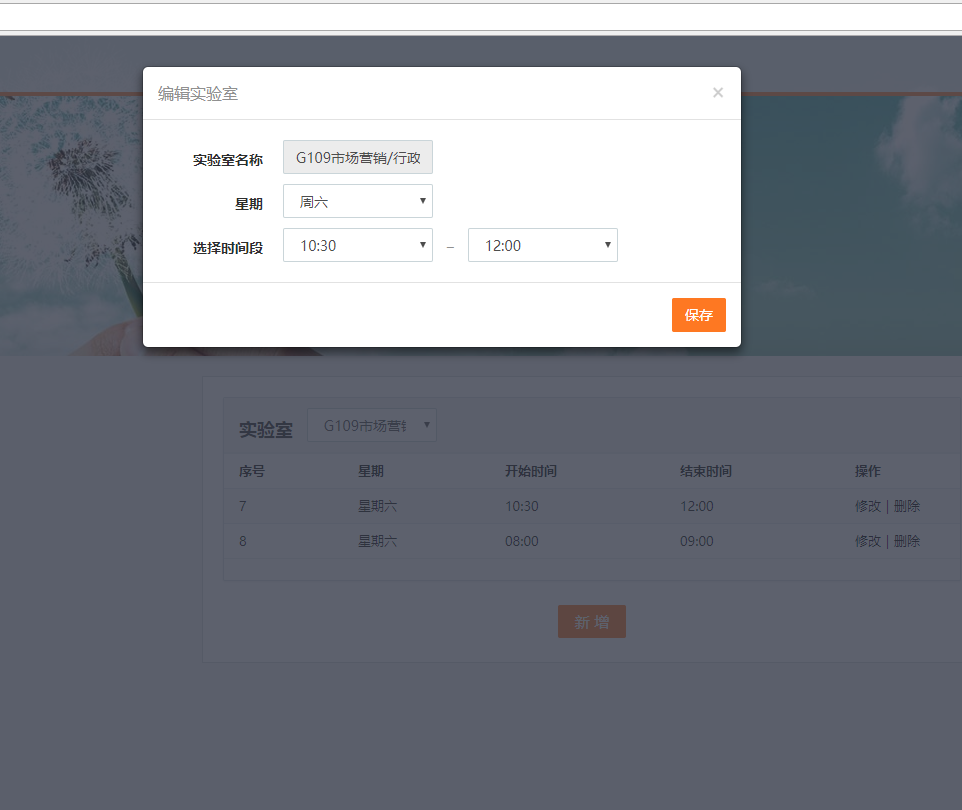 编辑实验室 ×
实验室名称 G109市场营销/行政
星期 周六
选择时间段 10:30 – 12:00
保存
实验室 G109市场营
序号 星期 开始时间 结束时间 操作
7 星期六 10:30 12:00 修改 | 删除
8 星期六 08:00 09:00 修改 | 删除
新 增